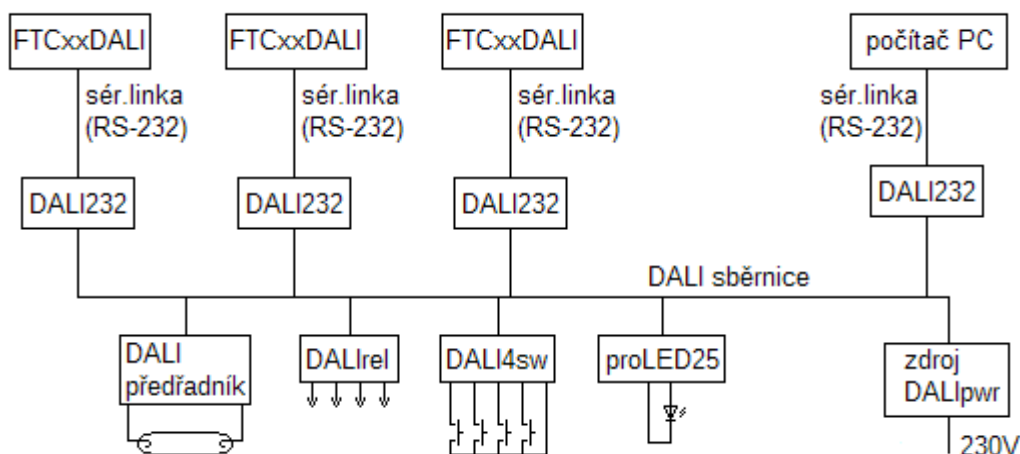 FTCxxDALI
FTCxxDALI
FTCxxDALI
počítač PC
sér.linka
(RS-232)
sér.linka
(RS-232)
sér.linka
(RS-232)
sér.linka
(RS-232)
DALI232
DALI232
DALI232
DALI232
DALI sběrnice
DALI
předřadník
DALIrel
DALI4sw
proLED25
zdroj
DALIpwr
230V